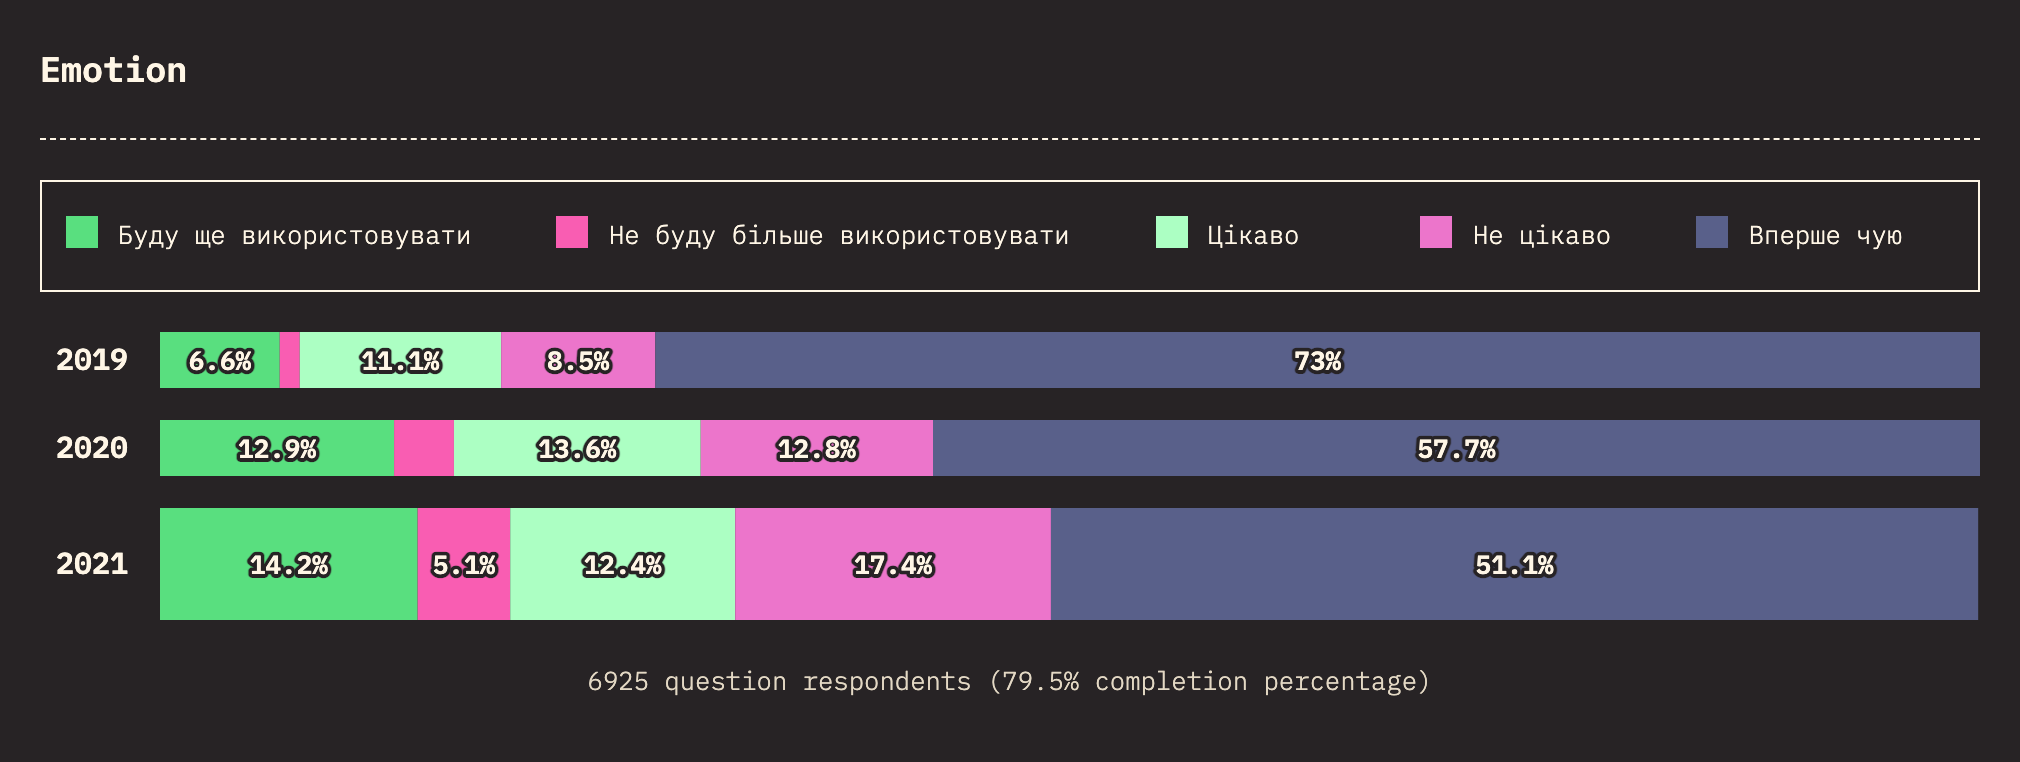 Emotion
Буду ще використовувати Не буду більше використовувати Цікаво Не цікаво Вперше чую
2019 6.6% 11.1% 8.5% 73%
2020 12.9% 13.6% 12.8% 57.7%
2021 14.2% 5.1% 12.4% 17.4% 51.1%
6925 question respondents (79.5% completion percentage)